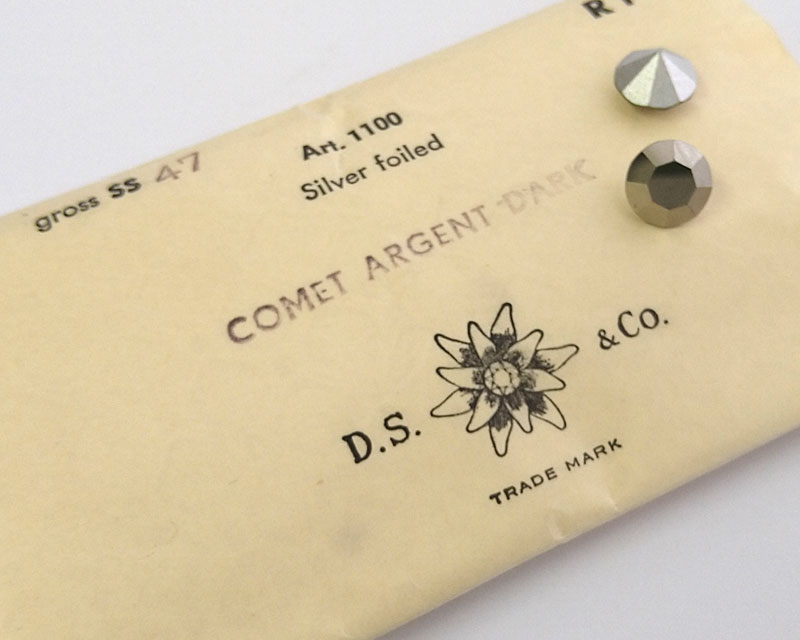 gross SS 47
Art. 1100
Silver foiled
COMET ARGENT DARK
D.S. & Co.
TRADE MARK